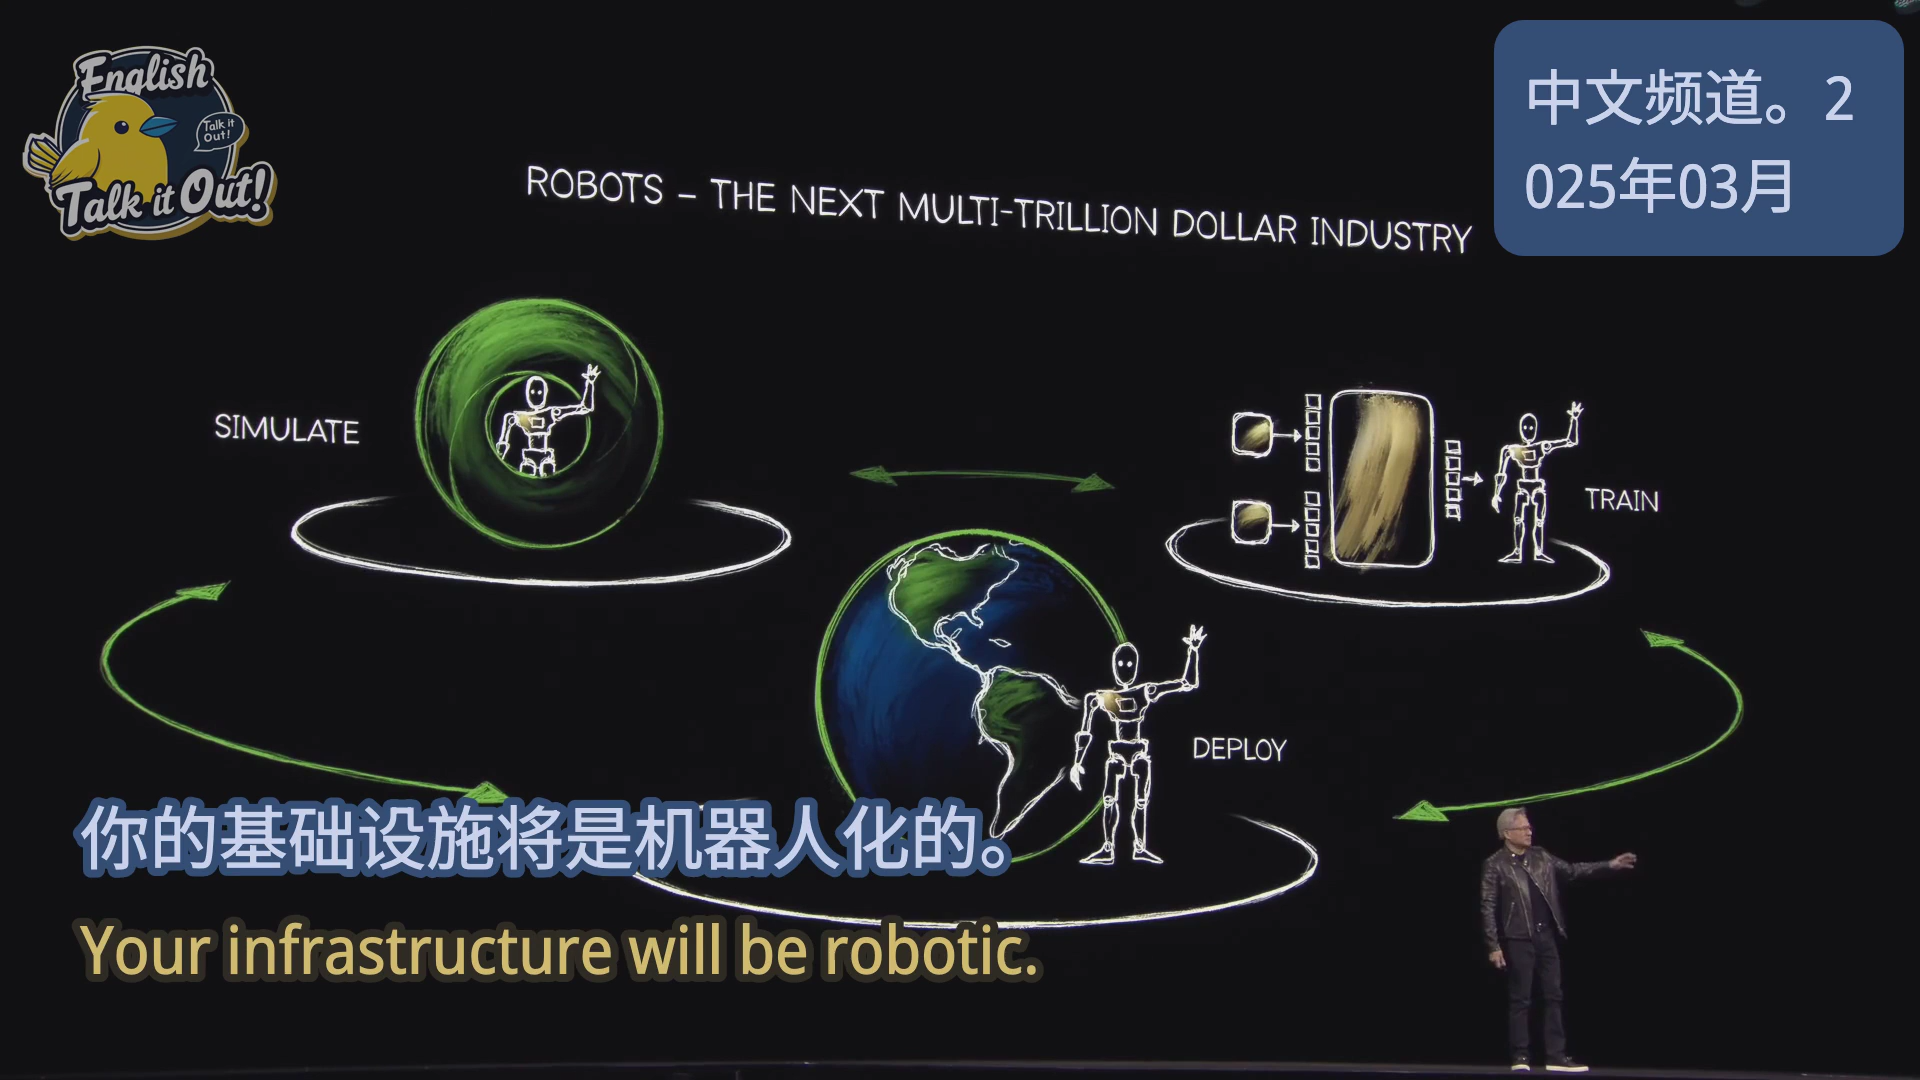 English
Talk it
Out!
Talk it Out!
中文频道。2
025年03月
ROBOTS – THE NEXT MULTI-TRILLION DOLLAR INDUSTRY
SIMULATE
TRAIN
DEPLOY
你的基础设施将是机器人化的。
Your infrastructure will be robotic.